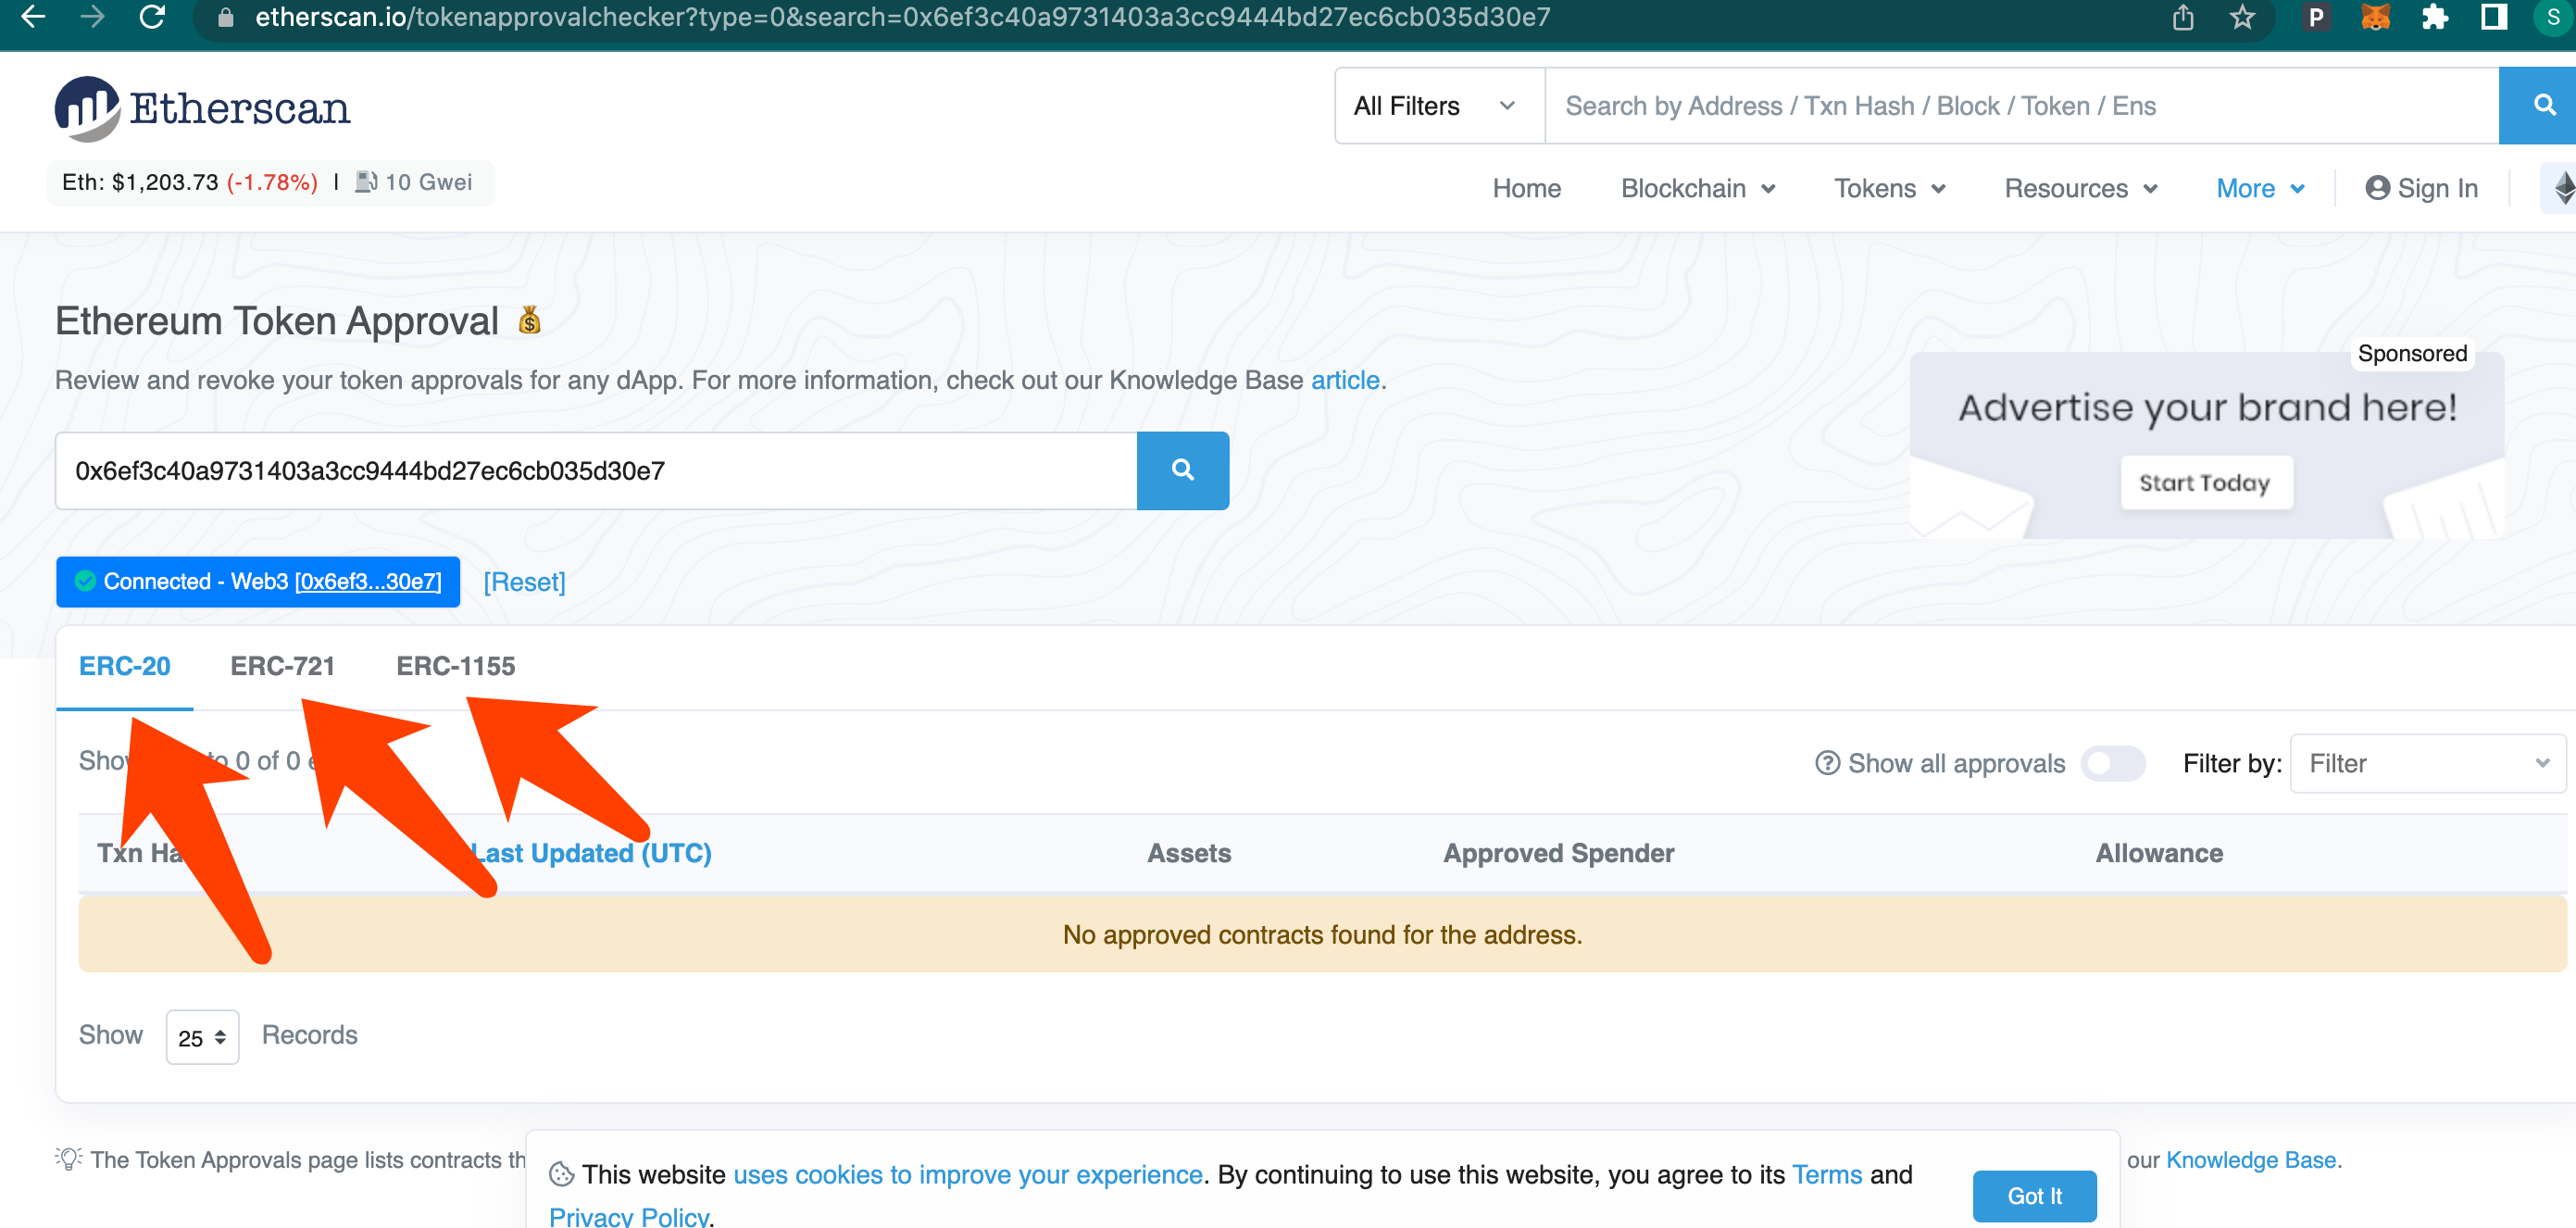 etherscan.io/tokenapprovalchecker?type=0&search=0x6ef3c40a9731403a3cc9444bd27ec6cb035d30e7
P
S
Etherscan
All Filters
Search by Address / Txn Hash / Block / Token / Ens
Eth: $1,203.73 (-1.78%) | 10 Gwei
Home Blockchain Tokens Resources More Sign In
Ethereum Token Approval
Review and revoke your token approvals for any dApp. For more information, check out our Knowledge Base article.
Sponsored
Advertise your brand here!
Start Today
0x6ef3c40a9731403a3cc9444bd27ec6cb035d30e7
Connected - Web3 [0x6ef3...30e7] [Reset]
ERC-20 ERC-721 ERC-1155
to 0 of 0
Show all approvals Filter by: Filter
Txn Last Updated (UTC) Assets Approved Spender Allowance
No approved contracts found for the address.
Show 25 Records
The Token Approvals page lists contracts
our Knowledge Base.
This website uses cookies to improve your experience. By continuing to use this website, you agree to its Terms and
Privacy Policy.
Got It